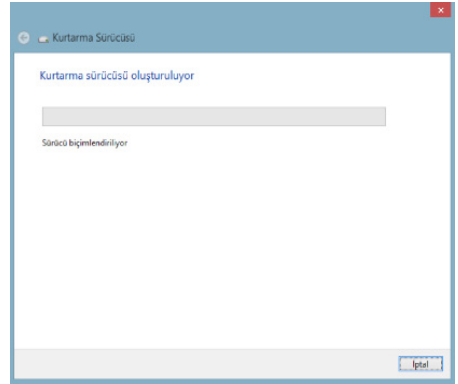 Kurtarma Sürücüsü
Kurtarma sürücüsü oluşturuluyor
Sürücü biçimlendiriliyor
İptal